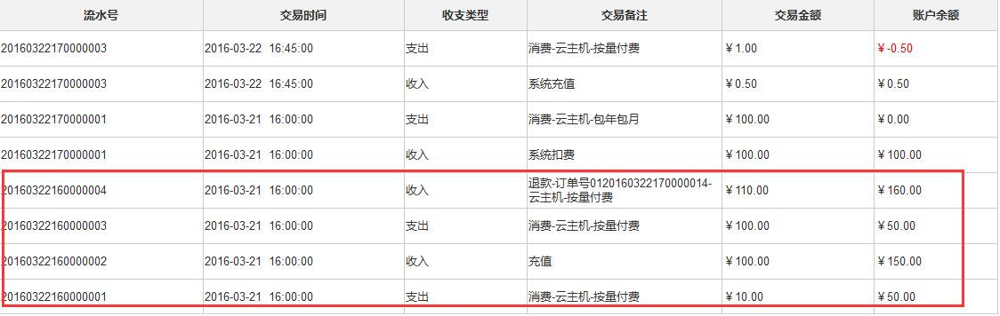 流水号 交易时间 收支类型 交易备注 交易金额 账户余额
20160322170000003 2016-03-22 16:45:00 支出 消费-云主机-按量付费 ¥ 1.00 ¥ -0.50
20160322170000003 2016-03-22 16:45:00 收入 系统充值 ¥ 0.50 ¥ 0.50
20160322170000001 2016-03-21 16:00:00 支出 消费-云主机-包年包月 ¥ 100.00 ¥ 0.00
20160322170000001 2016-03-21 16:00:00 收入 系统扣费 ¥ 100.00 ¥ 100.00
20160322160000004 2016-03-21 16:00:00 收入 退款-订单号0120160322170000014-
云主机-按量付费 ¥ 110.00 ¥ 160.00
20160322160000003 2016-03-21 16:00:00 支出 消费-云主机-按量付费 ¥ 100.00 ¥ 50.00
20160322160000002 2016-03-21 16:00:00 收入 充值 ¥ 100.00 ¥ 150.00
20160322160000001 2016-03-21 16:00:00 支出 消费-云主机-按量付费 ¥ 10.00 ¥ 50.00